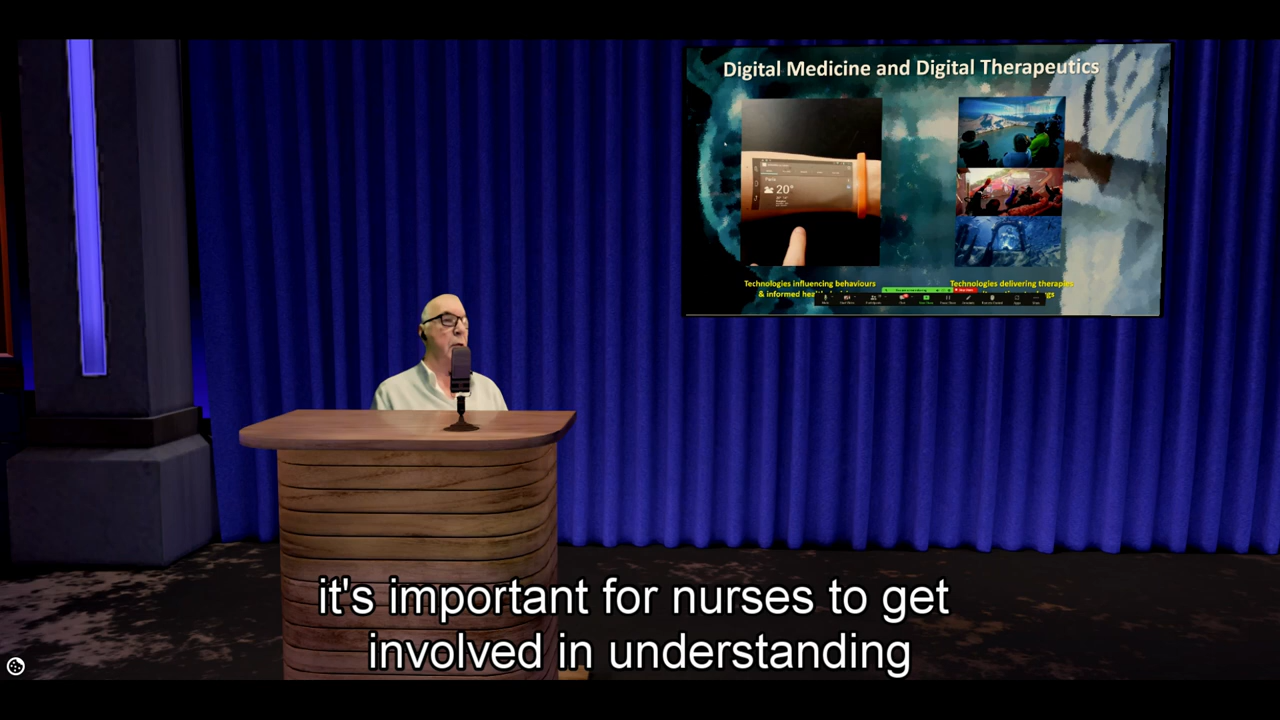 Digital Medicine and Digital Therapeutics
20°
Technologies influencing behaviours
& informed
Technologies delivering therapies
it's important for nurses to get
involved in understanding